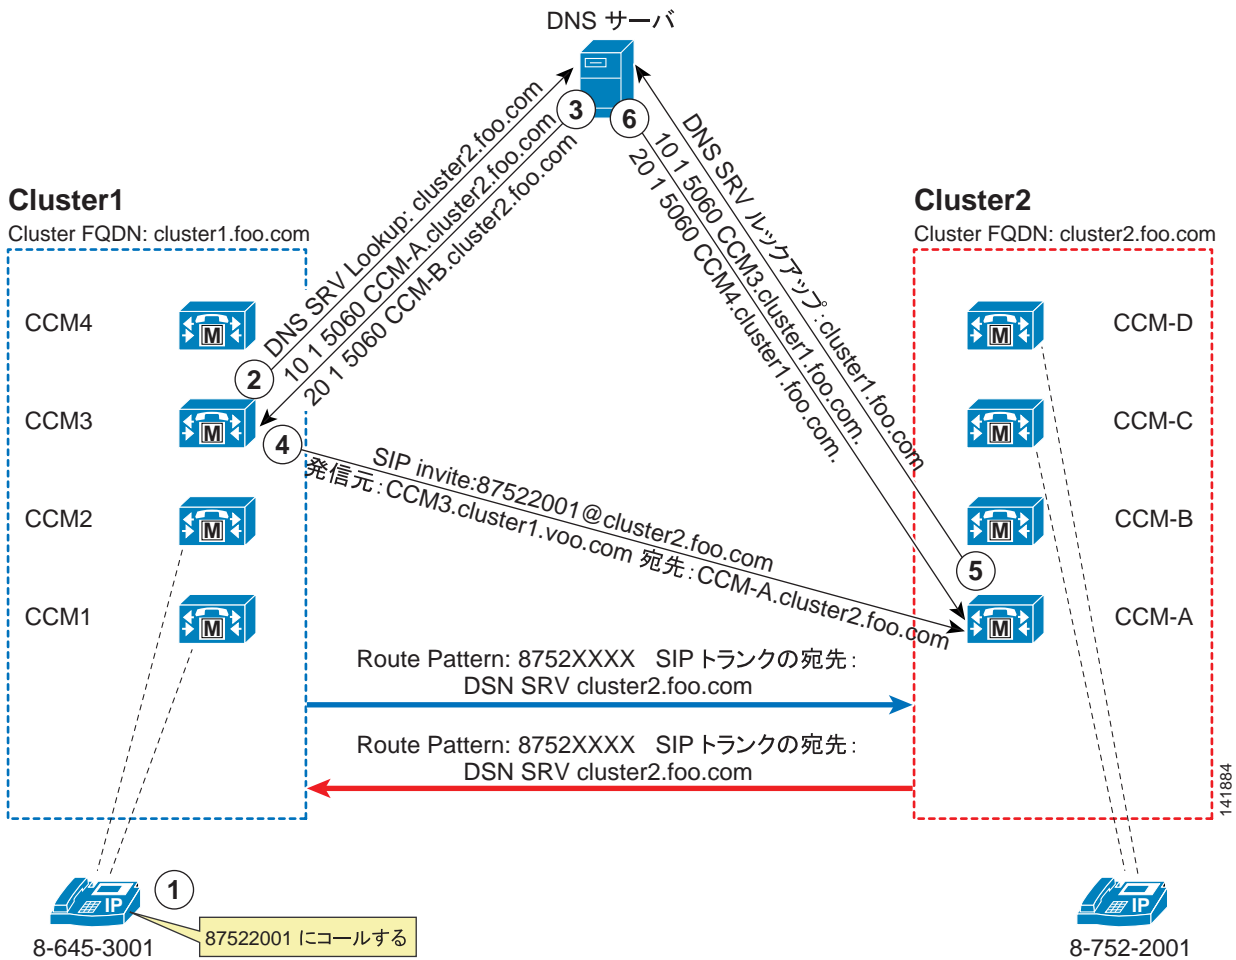 DNS サーバ
3
6
DNS SRV Lookup: cluster2.foo.com
10 1 5060 CCM-A.cluster2.foo.com
20 1 5060 CCM-B.cluster2.foo.com
DNS SRV ルックアップ：cluster1.foo.com
10 1 5060 CCM3.cluster1.foo.com.
20 1 5060 CCM4.cluster1.foo.com.
Cluster1
Cluster FQDN: cluster1.foo.com
Cluster2
Cluster FQDN: cluster2.foo.com
CCM4
M
M
CCM-D
2
CCM3
M
M
CCM-C
4
SIP invite:87522001@cluster2.foo.com
発信元：CCM3.cluster1.voo.com 宛先：CCM-A.cluster2.foo.com
CCM2
M
M
CCM-B
5
CCM1
M
M
CCM-A
Route Pattern: 8752XXXX SIP トランクの宛先：
DSN SRV cluster2.foo.com
Route Pattern: 8752XXXX SIP トランクの宛先：
DSN SRV cluster2.foo.com
141884
1
IP
IP
87522001 にコールする
8-645-3001
8-752-2001